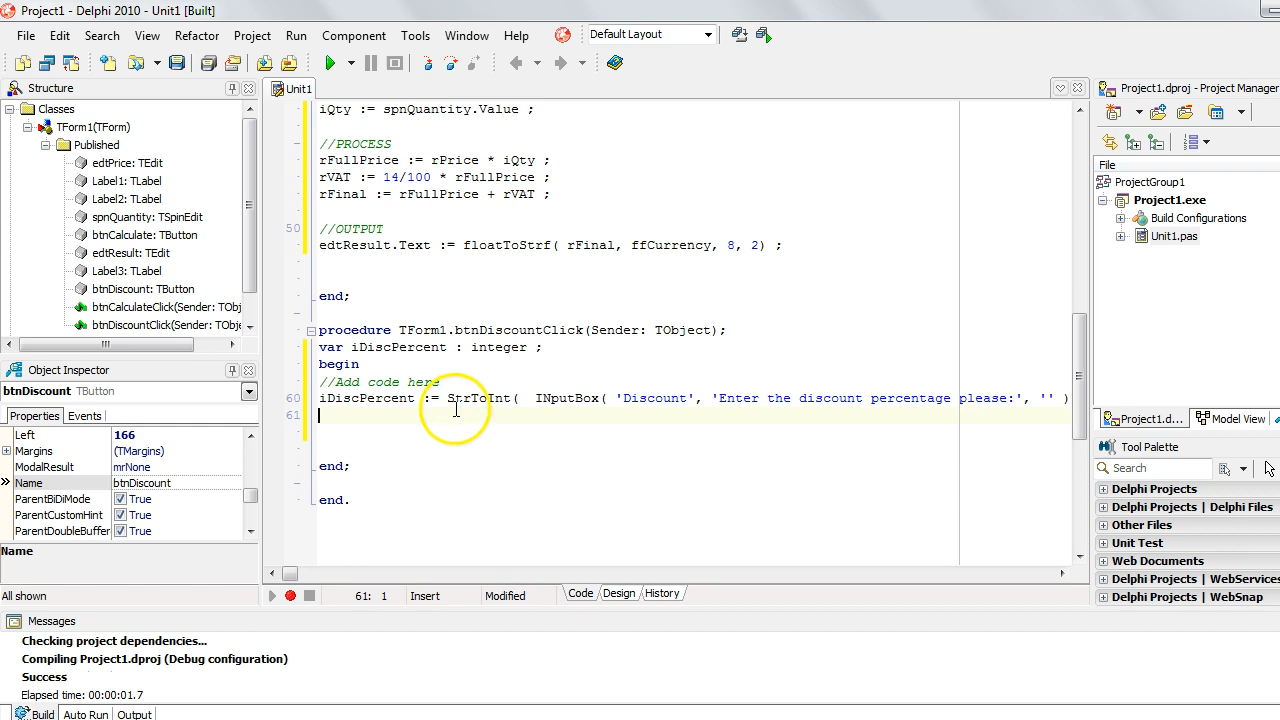 Project1 - Delphi 2010 - Unit1 [Built]
File Edit Search View Refactor Project Run Component Tools Window Help Default Layout
Structure
Classes
TForm1(TForm)
Published
edtPrice: TEdit
Label1: TLabel
Label2: TLabel
spnQuantity: TSpinEdit
btnCalculate: TButton
edtResult: TEdit
Label3: TLabel
btnDiscount: TButton
btnCalculateClick(Sender: TObj
btnDiscountClick(Sender: TObj
Object Inspector
btnDiscount TButton
Properties Events
Left 166
Margins (TMargins)
ModalResult mrNone
Name btnDiscount
ParentBiDiMode True
ParentCustomHint True
ParentDoubleBuffer True
Name
All shown
Unit1
iQty := spnQuantity.Value ;
//PROCESS
rFullPrice := rPrice * iQty ;
rVAT := 14/100 * rFullPrice ;
rFinal := rFullPrice + rVAT ;
50 //OUTPUT
edtResult.Text := floatToStrf( rFinal, ffCurrency, 8, 2) ;
end;
procedure TForm1.btnDiscountClick(Sender: TObject);
var iDiscPercent : integer ;
begin
//Add code here
60 iDiscPercent := StrToInt( INputBox( 'Discount', 'Enter the discount percentage please:', '' )
61
end;
end.
61: 1 Insert Modified Code Design History
Project1.dproj - Project Manager
File
ProjectGroup1
Project1.exe
Build Configurations
Unit1.pas
Project1.d... Model View
Tool Palette
Search
Delphi Projects
Delphi Projects | Delphi Files
Other Files
Unit Test
Web Documents
Delphi Projects | WebServices
Delphi Projects | WebSnap
Messages
Checking project dependencies...
Compiling Project1.dproj (Debug configuration)
Success
Elapsed time: 00:00:01.7
Build Auto Run Output